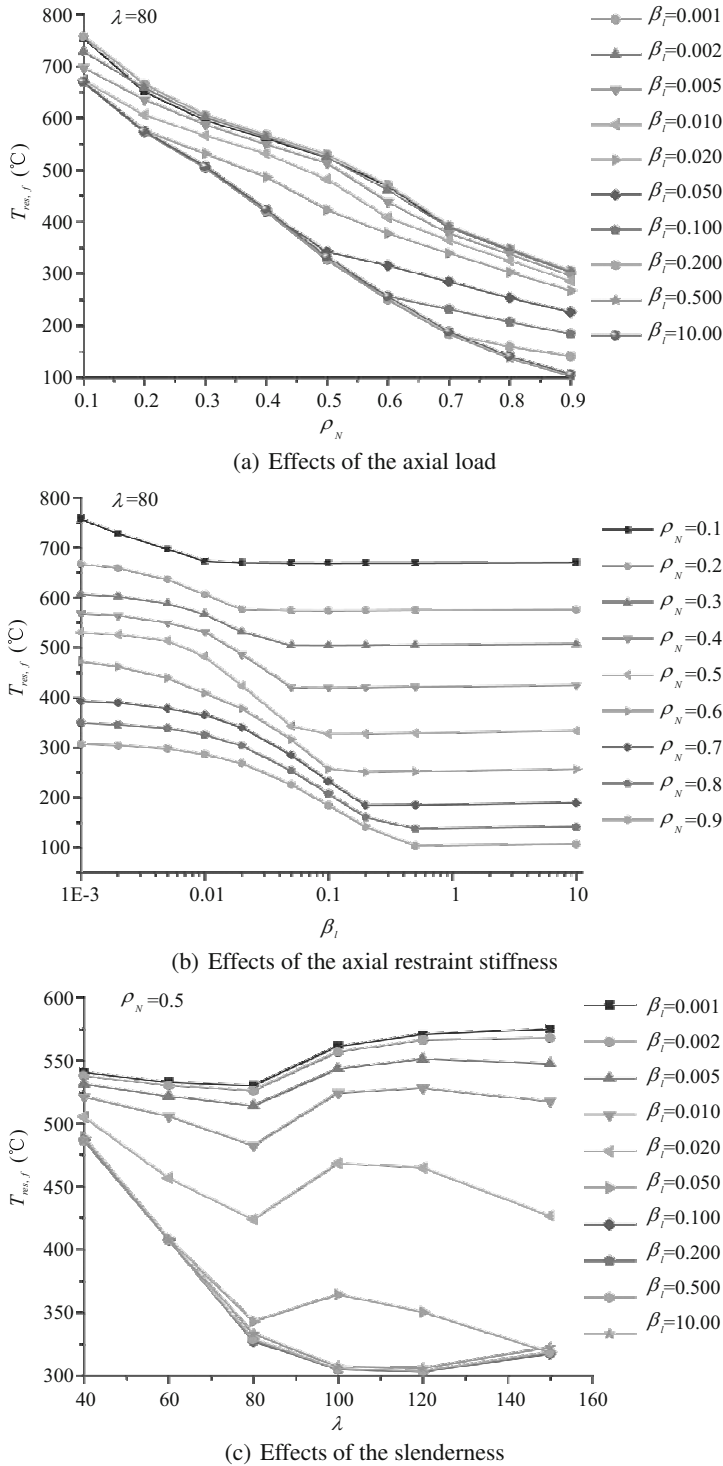 800
700
600
500
400
300
200
100
T_{res, f} (℃)
λ=80
0.1 0.2 0.3 0.4 0.5 0.6 0.7 0.8 0.9
ρ_N
β_l=0.001
β_l=0.002
β_l=0.005
β_l=0.010
β_l=0.020
β_l=0.050
β_l=0.100
β_l=0.200
β_l=0.500
β_l=10.00
(a) Effects of the axial load
800
700
600
500
400
300
200
100
T_{res, f} (℃)
λ=80
1E-3 0.01 0.1 1 10
β_l
ρ_N=0.1
ρ_N=0.2
ρ_N=0.3
ρ_N=0.4
ρ_N=0.5
ρ_N=0.6
ρ_N=0.7
ρ_N=0.8
ρ_N=0.9
(b) Effects of the axial restraint stiffness
600
550
500
450
400
350
300
T_{res, f} (℃)
ρ_N=0.5
40 60 80 100 120 140 160
λ
β_l=0.001
β_l=0.002
β_l=0.005
β_l=0.010
β_l=0.020
β_l=0.050
β_l=0.100
β_l=0.200
β_l=0.500
β_l=10.00
(c) Effects of the slenderness